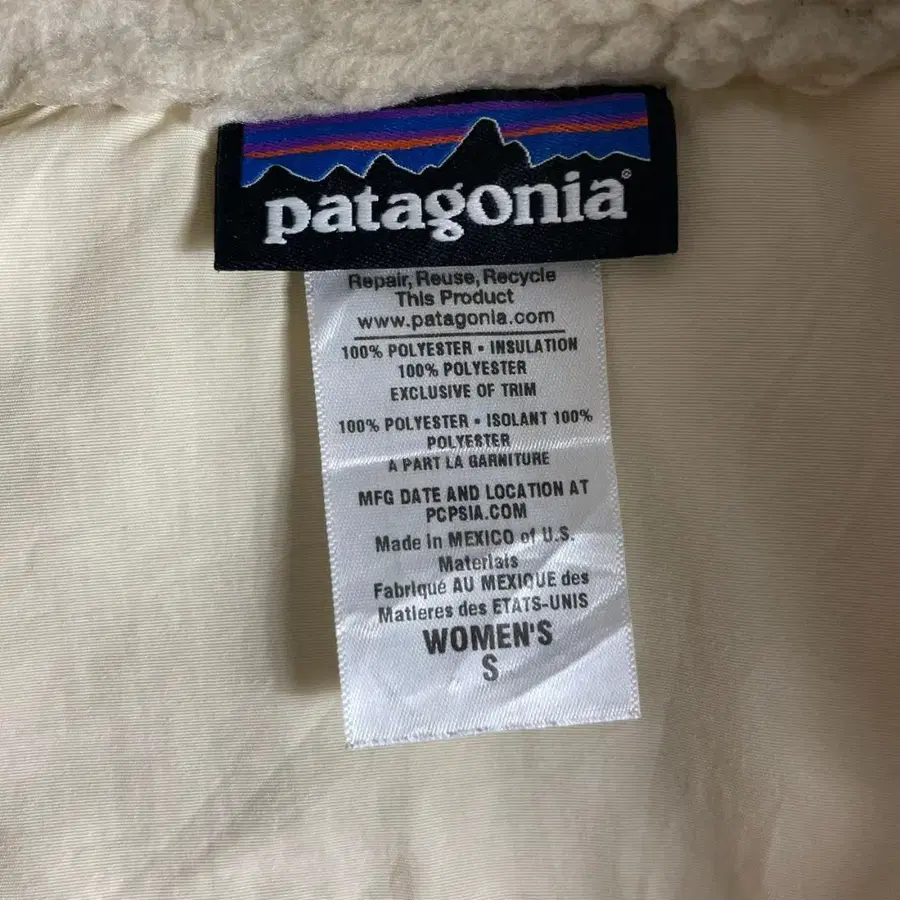 patagonia®
Repair, Reuse, Recycle
This Product
www.patagonia.com
100% POLYESTER • INSULATION
100% POLYESTER
EXCLUSIVE OF TRIM
100% POLYESTER • ISOLANT 100%
POLYESTER
A PART LA GARNITURE
MFG DATE AND LOCATION AT
PCPSIA.COM
Made in MEXICO of U.S.
Materials
Fabriqué AU MEXIQUE des
Matieres des ETATS-UNIS
WOMEN'S
S